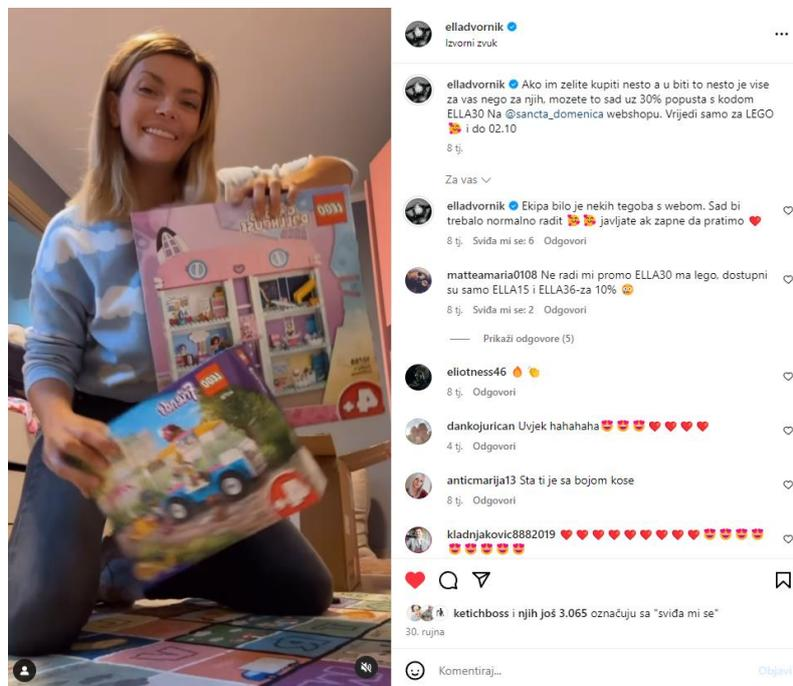 elladvornik
Izvorni zvuk
elladvornik Ako im zelite kupiti nesto a u biti to nesto je vise
za vas nego za njih, mozete to sad uz 30% popusta s kodom
ELLA30 Na @sancta_domenica webshopu. Vrijedi samo za LEGO
🥰 i do 02.10
8 tj.
Za vas
elladvornik Ekipa bilo je nekih tegoba s webom. Sad bi
trebalo normalno radit 🥰 🥰 javljate ak zapne da pratimo ❤️
8 tj. Sviđa mi se: 6 Odgovori
matteamaria0108 Ne radi mi promo ELLA30 ma lego, dostupni
su samo ELLA15 i ELLA36-za 10% 😳
8 tj. Sviđa mi se: 2 Odgovori
Prikaži odgovore (5)
eliotness46 🔥 👏
8 tj. Odgovori
dankojurican Uvjek hahahaha😍 😍 😍 ❤️ ❤️ ❤️ ❤️
4 tj. Odgovori
anticmarija13 Sta ti je sa bojom kose
8 tj. Odgovori
kladnjakovic8882019 ❤️ ❤️ ❤️ ❤️ ❤️ ❤️ ❤️ ❤️ ❤️ 😍 😍 😍 😍
😍 😍 😍 😍 😍
ketichboss i njih još 3.065 označuju sa "sviđa mi se"
30. rujna
Komentiraj...
Objavi
LEGO
DOLLHOUSE
4+
LEGO
Friends
4+